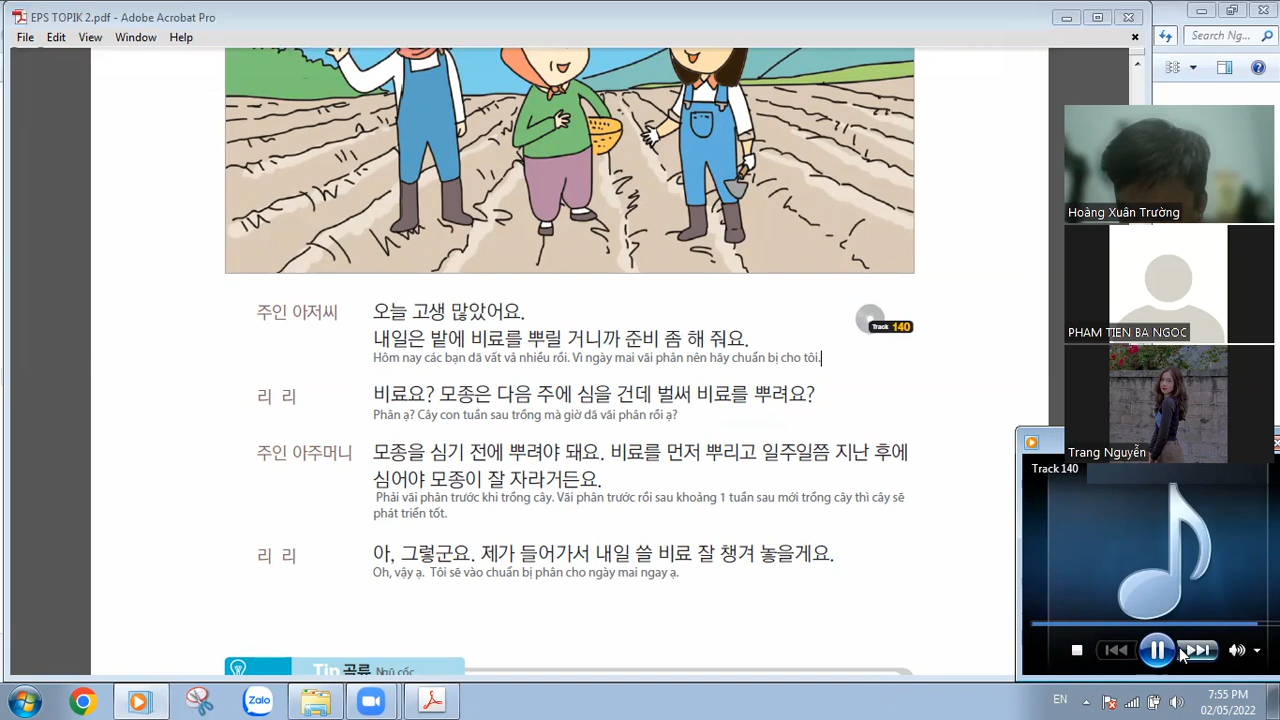 EPS TOPIK 2.pdf - Adobe Acrobat Pro
File Edit View Window Help
Search Ng...
주인 아저씨
오늘 고생 많았어요.
내일은 밭에 비료를 뿌릴 거니까 준비 좀 해 줘요.
Hôm nay các bạn đã vất vả nhiều rồi. Vì ngày mai vãi phân nên hãy chuẩn bị cho tôi.
Track 140
리 리
비료요? 모종은 다음 주에 심을 건데 벌써 비료를 뿌려요?
Phân ạ? Cây con tuần sau trồng mà giờ đã vãi phân rồi ạ?
주인 아주머니
모종을 심기 전에 뿌려야 돼요. 비료를 먼저 뿌리고 일주일쯤 지난 후에
심어야 모종이 잘 자라거든요.
Phải vãi phân trước khi trồng cây. Vãi phân trước rồi sau khoảng 1 tuần sau mới trồng cây thì cây sẽ
phát triển tốt.
리 리
아, 그렇군요. 제가 들어가서 내일 쓸 비료 잘 챙겨 놓을게요.
Oh, vậy ạ. Tôi sẽ vào chuẩn bị phân cho ngày mai ngay ạ.
Tip 곡류 Ngũ cốc
Hoàng Xuân Trường
PHAM TIEN BA NGOC
Trang Nguyễn
Track 140
Zalo
EN
7:55 PM
02/05/2022